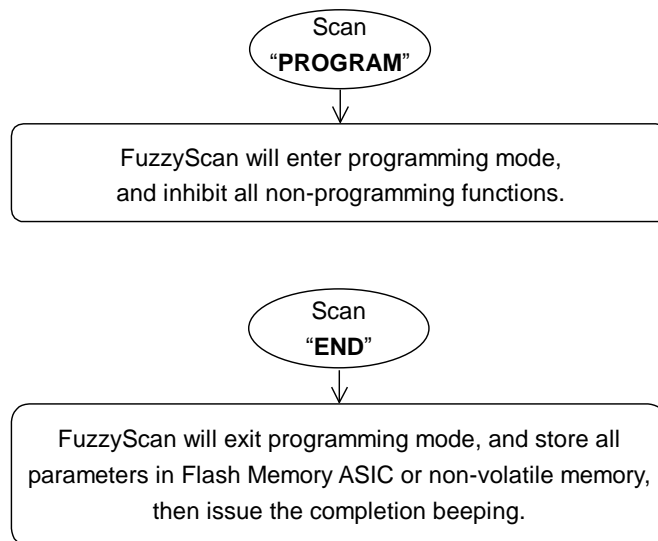 Scan
“PROGRAM”
FuzzyScan will enter programming mode,
and inhibit all non-programming functions.
Scan
“END”
FuzzyScan will exit programming mode, and store all
parameters in Flash Memory ASIC or non-volatile memory,
then issue the completion beeping.